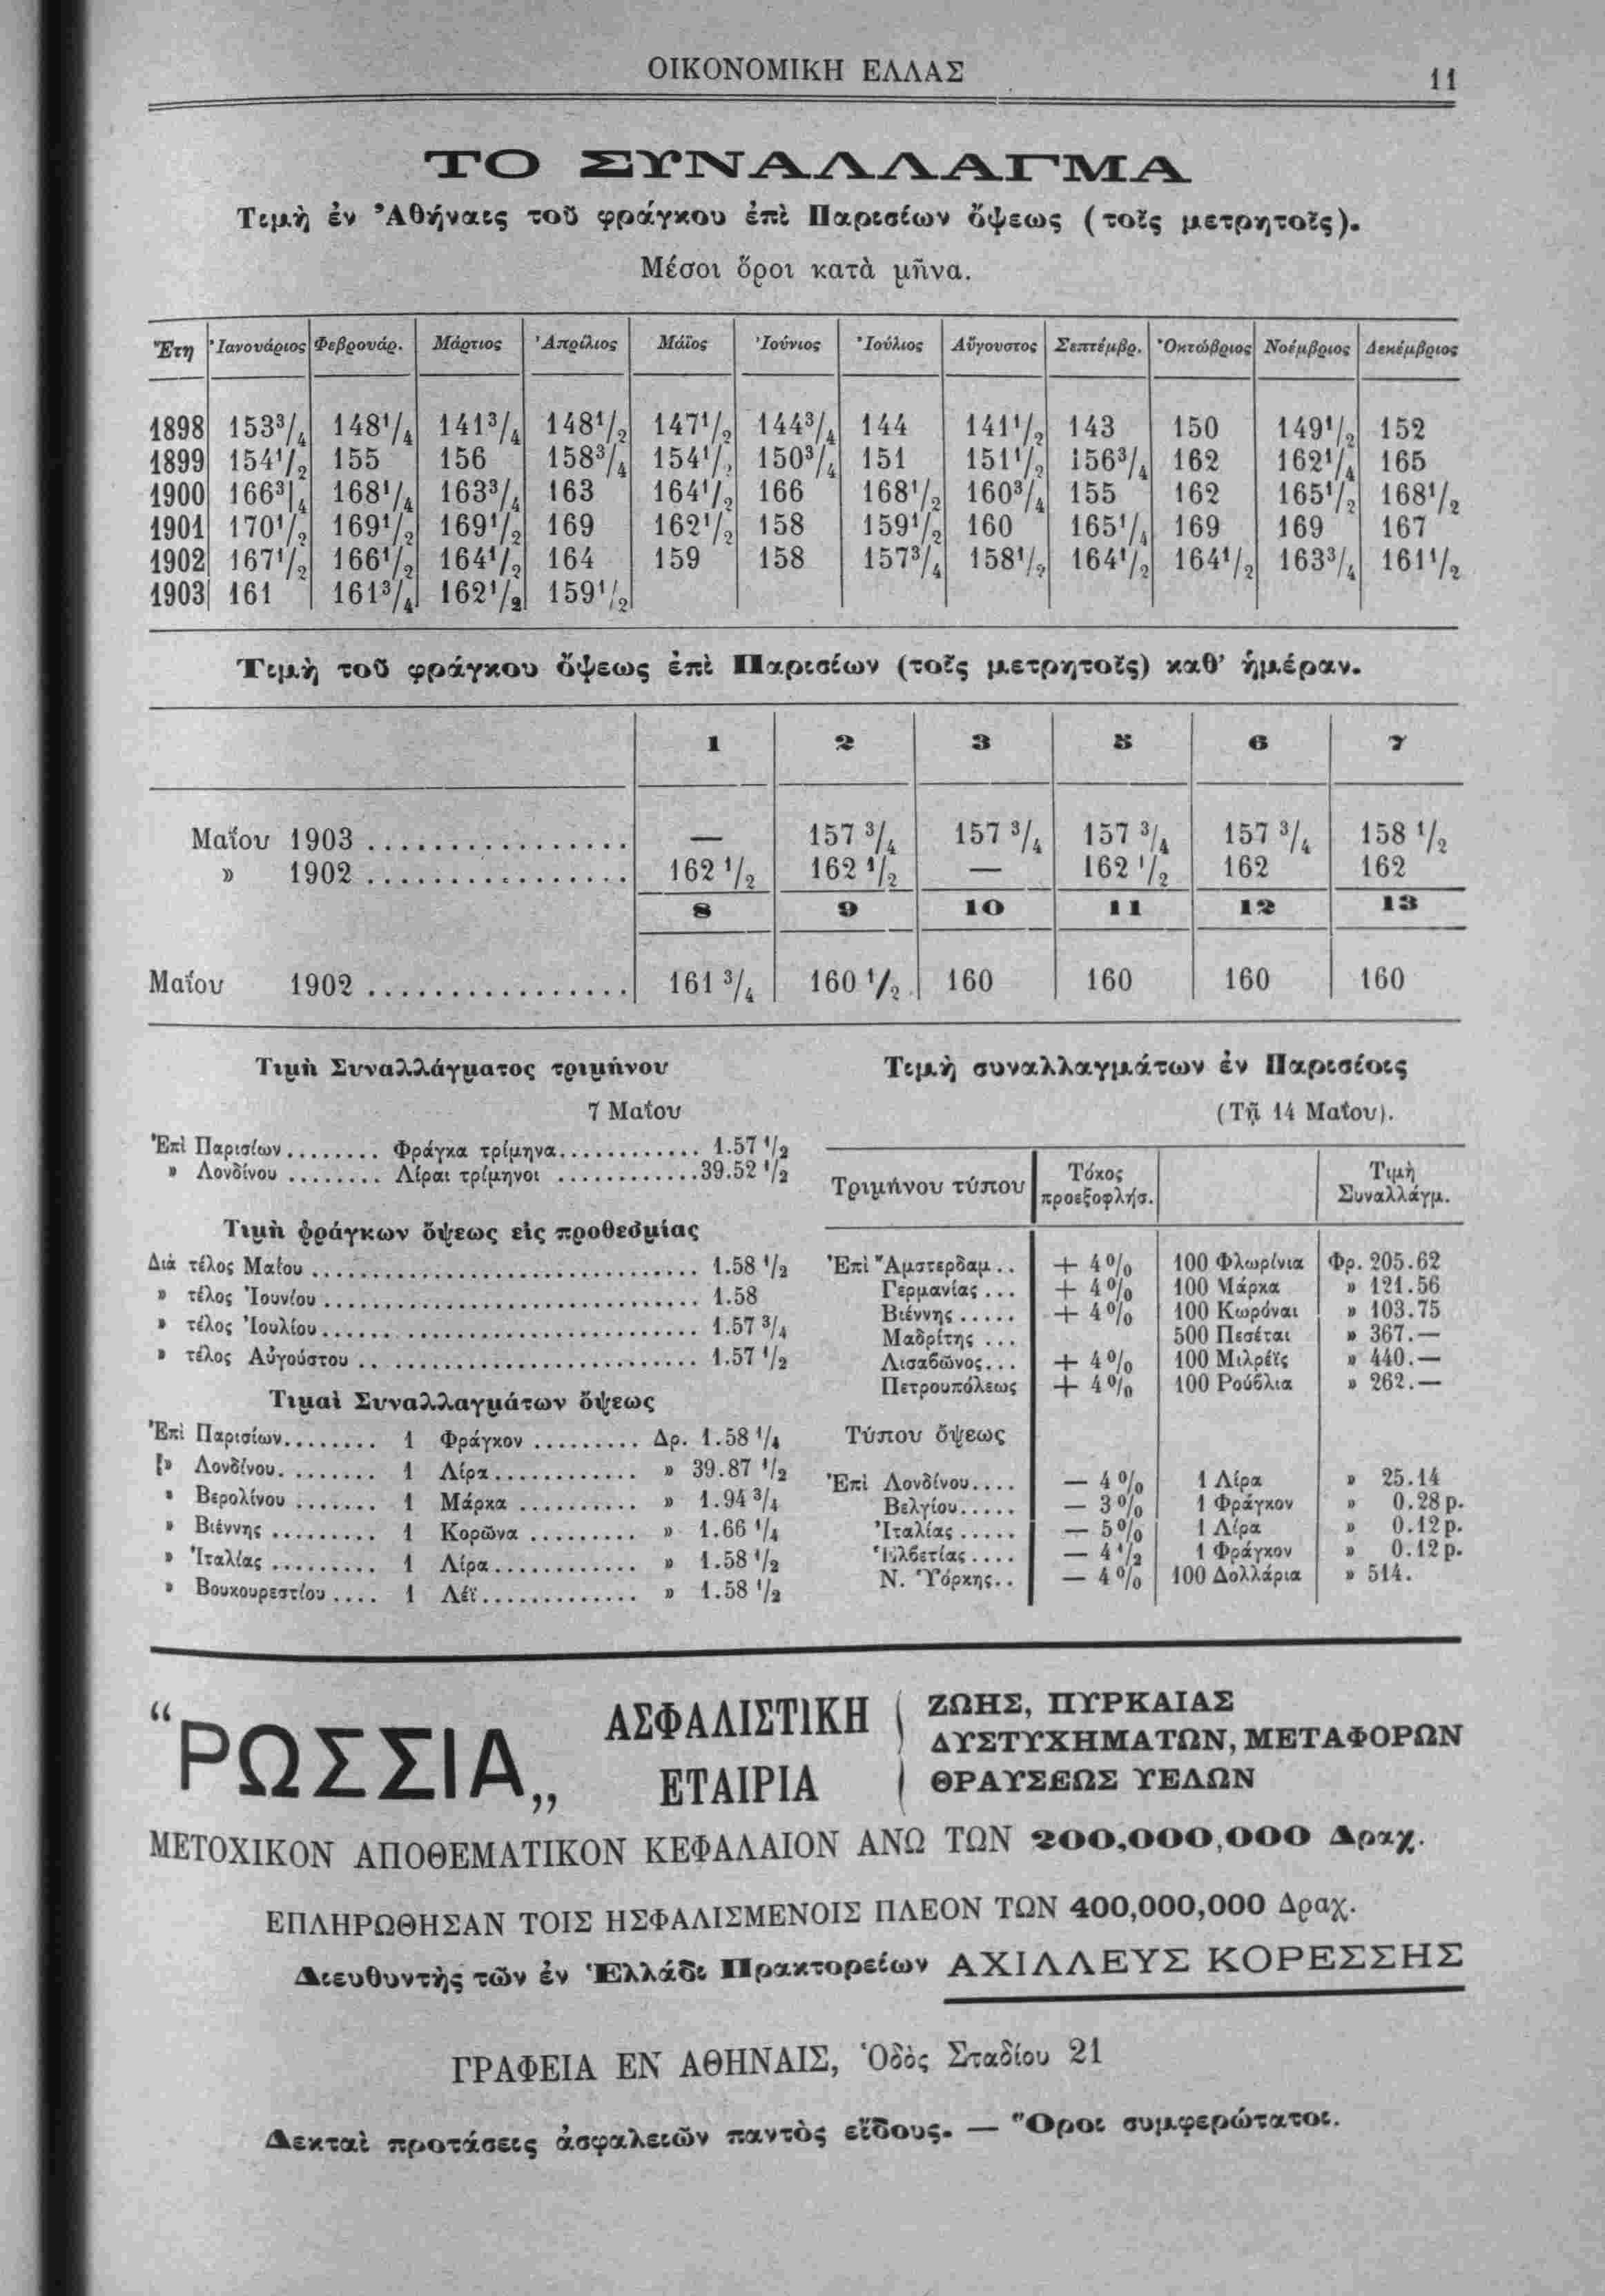 ΟΙΚΟΝΟΜΙΚΗ ΕΛΛΑΣ 11
ΤΟ ΣΥΝΑΛΛΑΓΜΑ
Τιμὴ ἐν Ἀθήναις τοῦ φράγκου ἐπὶ Παρισίων ὄψεως (τοῖς μετρητοῖς).
Μέσοι ὅροι κατὰ μῆνα.
Ἔτη Ἰανουάριος Φεβρουάρ. Μάρτιος Ἀπρίλιος Μάϊος Ἰούνιος Ἰούλιος Αὔγουστος Σεπτέμβρ. Ὀκτώβριος Νοέμβριος Δεκέμβριος
1898 153³/₄ 148¹/₄ 141³/₄ 148¹/₂ 147¹/₂ 144³/₄ 144 141¹/₂ 143 150 149¹/₂ 152
1899 154¹/₂ 155 156 158³/₄ 154¹/₂ 150³/₄ 151 151¹/₂ 156³/₄ 162 162¹/₄ 165
1900 166³/₄ 168¹/₄ 163³/₄ 163 164¹/₂ 166 168¹/₂ 160³/₄ 155 162 165¹/₂ 168¹/₂
1901 170¹/₂ 169¹/₂ 169¹/₂ 169 162¹/₂ 158 159¹/₂ 160 165¹/₄ 169 169 167
1902 167¹/₂ 166¹/₂ 164¹/₂ 164 159 158 157³/₄ 158¹/₂ 164¹/₂ 164¹/₂ 163³/₄ 161¹/₂
1903 161 161³/₄ 162¹/₂ 159¹/₂
Τιμὴ τοῦ φράγκου ὄψεως ἐπὶ Παρισίων (τοῖς μετρητοῖς) καθ' ἡμέραν.
1 2 3 5 6 7
Μαΐου 1903 ................ — 157 ³/₄ 157 ³/₄ 157 ³/₄ 157 ³/₄ 158 ¹/₂
» 1902 ................ 162 ¹/₂ 162 ¹/₂ — 162 ¹/₂ 162 162
8 9 10 11 12 13
Μαΐου 1902 ................ 161 ³/₄ 160 ¹/₂ 160 160 160 160
Τιμὴ Συναλλάγματος τριμήνου
7 Μαΐου
Ἐπὶ Παρισίων ........ Φράγκα τρίμηνα............. 1.57 ¹/₂
» Λονδίνου ........ Λίραι τρίμηνοι .............39.52 ¹/₂
Τιμὴ φράγκων ὄψεως εἰς προθεσμίας
Διὰ τέλος Μαΐου ................................ 1.58 ¹/₂
» τέλος Ἰουνίου ................................ 1.58
» τέλος Ἰουλίου ................................ 1.57 ³/₄
» τέλος Αὐγούστου ................................ 1.57 ¹/₂
Τιμαὶ Συναλλαγμάτων ὄψεως
Ἐπὶ Παρισίων........ 1 Φράγκον .......... Δρ. 1.58 ¹/₄
» Λονδίνου........ 1 Λίρα............. » 39.87 ¹/₂
» Βερολίνου ....... 1 Μάρκα ........... » 1.94 ³/₄
» Βιέννης ......... 1 Κορῶνα .......... » 1.66 ¹/₄
» Ἰταλίας .......... 1 Λίρα............. » 1.58 ¹/₂
» Βουκουρεστίου .... 1 Λέϊ.............. » 1.58 ¹/₂
Τιμὴ συναλλαγμάτων ἐν Παρισίοις
(Τῇ 14 Μαΐου).
Τριμήνου τύπου Τόκος προεξοφλήσ. Τιμὴ Συναλλάγμ.
Ἐπὶ Ἄμστερδαμ.. + 4 % 100 Φλωρίνια Φρ. 205.62
Γερμανίας ... + 4 % 100 Μάρκα » 121.56
Βιέννης ..... + 4 % 100 Κωρόναι » 103.75
Μαδρίτης ... 500 Πεσέται » 367.—
Λισαβῶνος... + 4 % 100 Μιλρέϊς » 440.—
Πετρουπόλεως + 4 % 100 Ρούβλια » 262.—
Τύπου ὄψεως
Ἐπὶ Λονδίνου.... — 4 % 1 Λίρα » 25.14
Βελγίου..... — 3 % 1 Φράγκον » 0.28 p.
Ἰταλίας ..... — 5 % 1 Λίρα » 0.12 p.
Ἑλβετίας .... — 4 ¹/₂ 1 Φράγκον » 0.12 p.
Ν. Ὑόρκης.. — 4 % 100 Δολλάρια » 514.
“ΡΩΣΣΙΑ„ ΑΣΦΑΛΙΣΤΙΚΗ ΕΤΑΙΡΙΑ
ΖΩΗΣ, ΠΥΡΚΑΙΑΣ
ΔΥΣΤΥΧΗΜΑΤΩΝ, ΜΕΤΑΦΟΡΩΝ
ΘΡΑΥΣΕΩΣ ΥΕΛΩΝ
ΜΕΤΟΧΙΚΟΝ ΑΠΟΘΕΜΑΤΙΚΟΝ ΚΕΦΑΛΑΙΟΝ ΑΝΩ ΤΩΝ 200,000,000 Δραχ.
ΕΠΛΗΡΩΘΗΣΑΝ ΤΟΙΣ ΗΣΦΑΛΙΣΜΕΝΟΙΣ ΠΛΕΟΝ ΤΩΝ 400,000,000 Δραχ.
Διευθυντὴς τῶν ἐν Ἑλλάδι Πρακτορείων ΑΧΙΛΛΕΥΣ ΚΟΡΕΣΣΗΣ
ΓΡΑΦΕΙΑ ΕΝ ΑΘΗΝΑΙΣ, Ὁδὸς Σταδίου 21
Δεκταὶ προτάσεις ἀσφαλειῶν παντὸς εἴδους. — Ὅροι συμφερώτατοι.